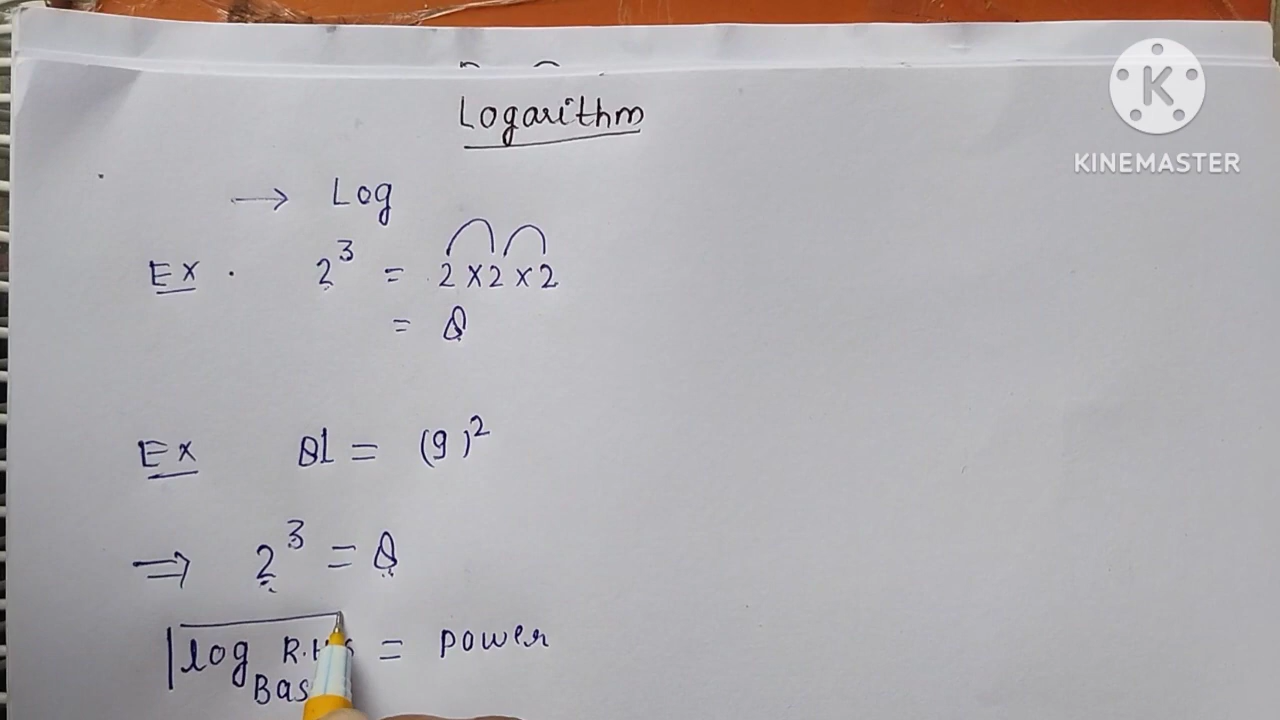 Logarithm
KINEMASTER
→ Log
Ex . 2³ = 2×2×2
= 8
Ex 81 = (9)²
⇒ 2³ = 8
log = power